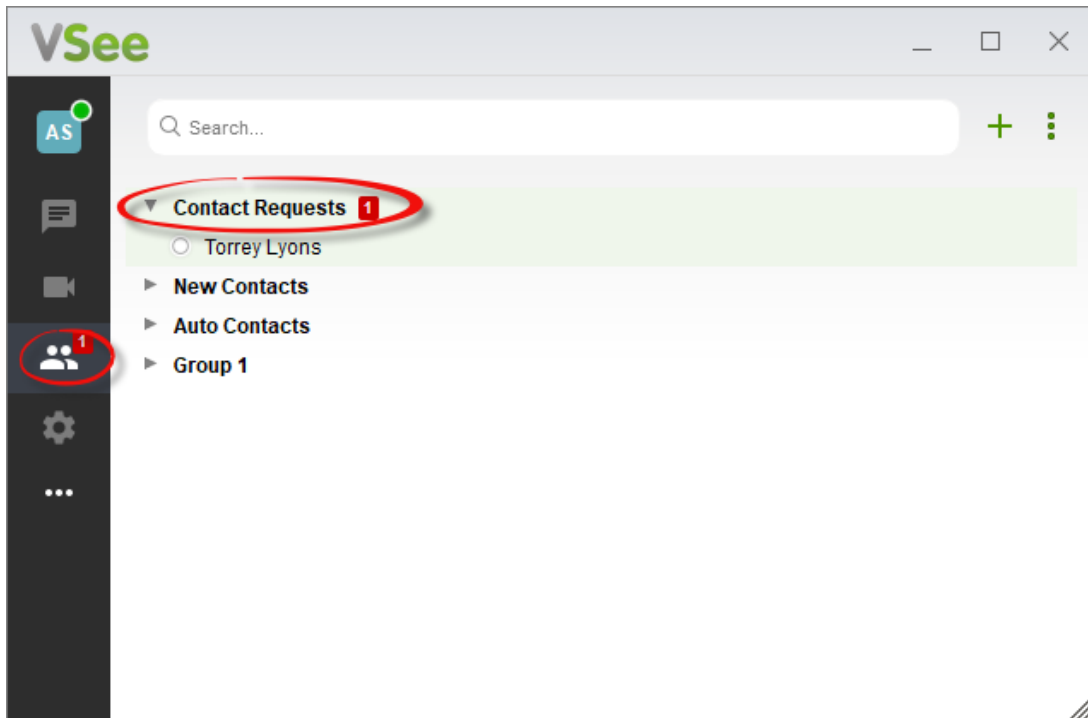 VSee
AS
Search...
Contact Requests 1
Torrey Lyons
New Contacts
Auto Contacts
1
Group 1